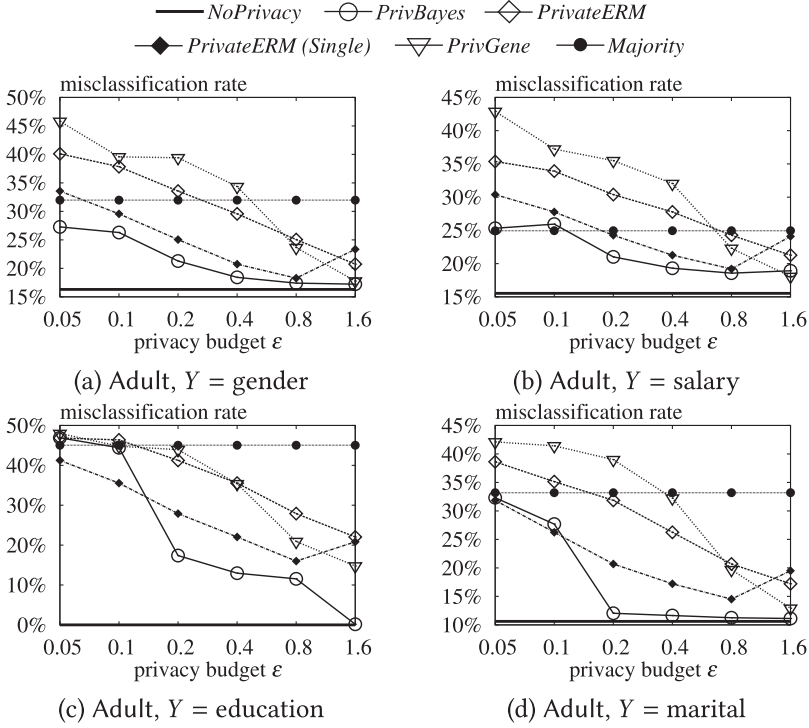 NoPrivacy PrivBayes PrivateERM
PrivateERM (Single) PrivGene Majority
misclassification rate
50%
45%
40%
35%
30%
25%
20%
15%
0.05 0.1 0.2 0.4 0.8 1.6
privacy budget ε
(a) Adult, Y = gender
misclassification rate
45%
40%
35%
30%
25%
20%
15%
0.05 0.1 0.2 0.4 0.8 1.6
privacy budget ε
(b) Adult, Y = salary
misclassification rate
50%
40%
30%
20%
10%
0%
0.05 0.1 0.2 0.4 0.8 1.6
privacy budget ε
(c) Adult, Y = education
misclassification rate
45%
40%
35%
30%
25%
20%
15%
10%
0.05 0.1 0.2 0.4 0.8 1.6
privacy budget ε
(d) Adult, Y = marital